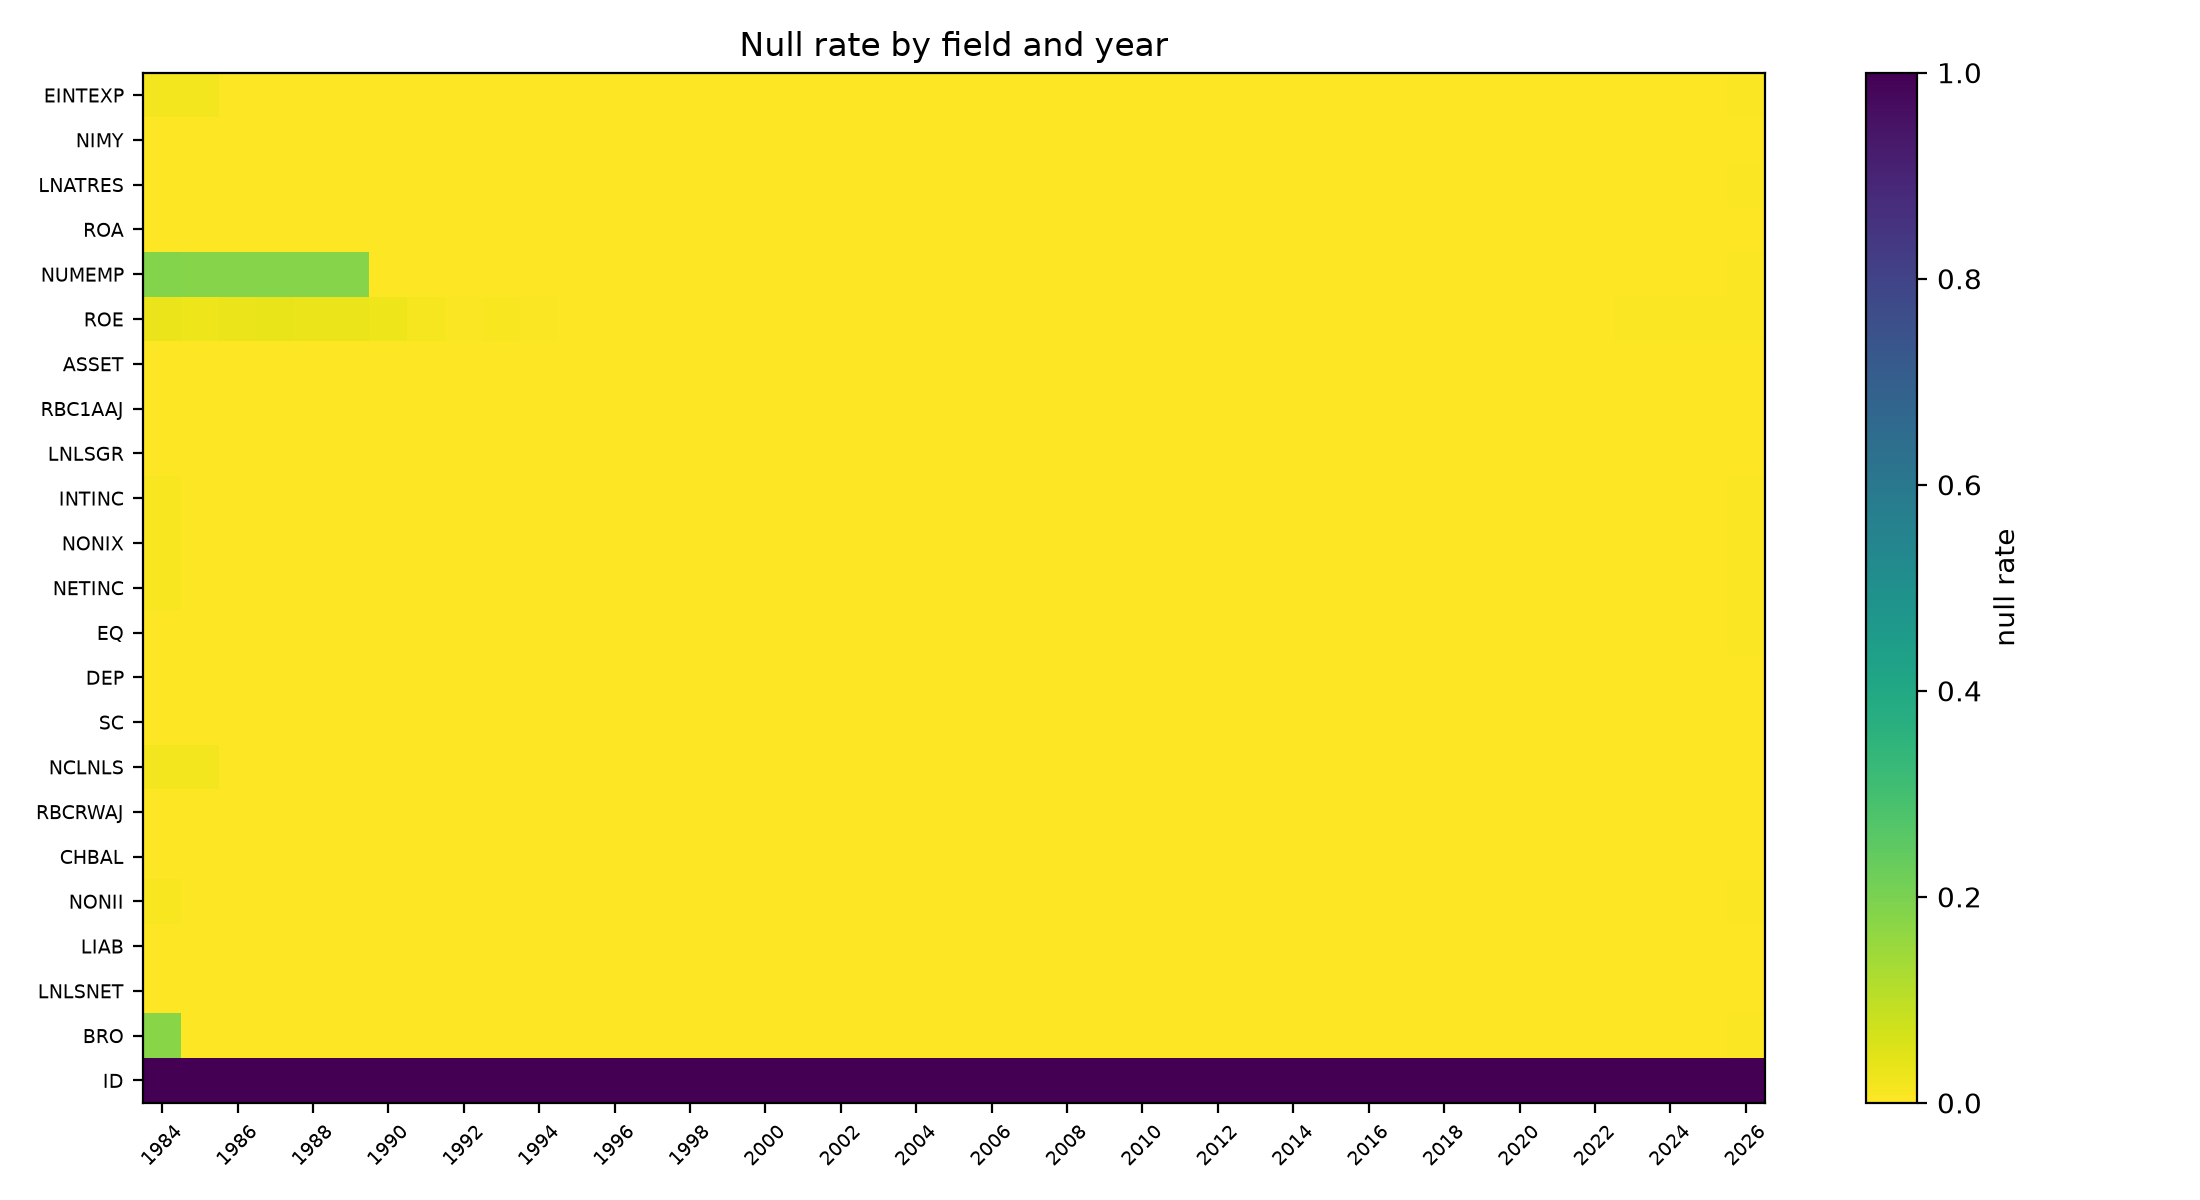 Null rate by field and year
EINTEXP
NIMY
LNATRES
ROA
NUMEMP
ROE
ASSET
RBC1AAJ
LNLSGR
INTINC
NONIX
NETINC
EQ
DEP
SC
NCLNLS
RBCRWAJ
CHBAL
NONII
LIAB
LNLSNET
BRO
ID
1984 1986 1988 1990 1992 1994 1996 1998 2000 2002 2004 2006 2008 2010 2012 2014 2016 2018 2020 2022 2024 2026
1.0
0.8
0.6
0.4
0.2
0.0
null rate